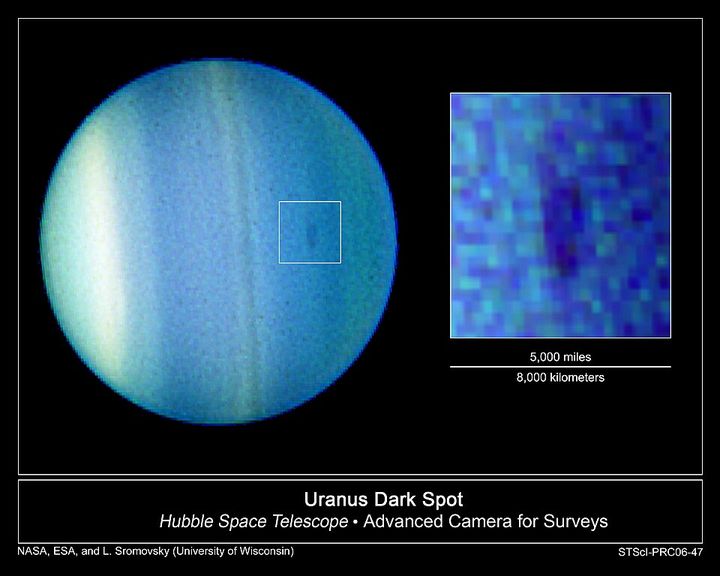 5,000 miles
8,000 kilometers
Uranus Dark Spot
Hubble Space Telescope • Advanced Camera for Surveys
NASA, ESA, and L. Sromovsky (University of Wisconsin)
STScI-PRC06-47